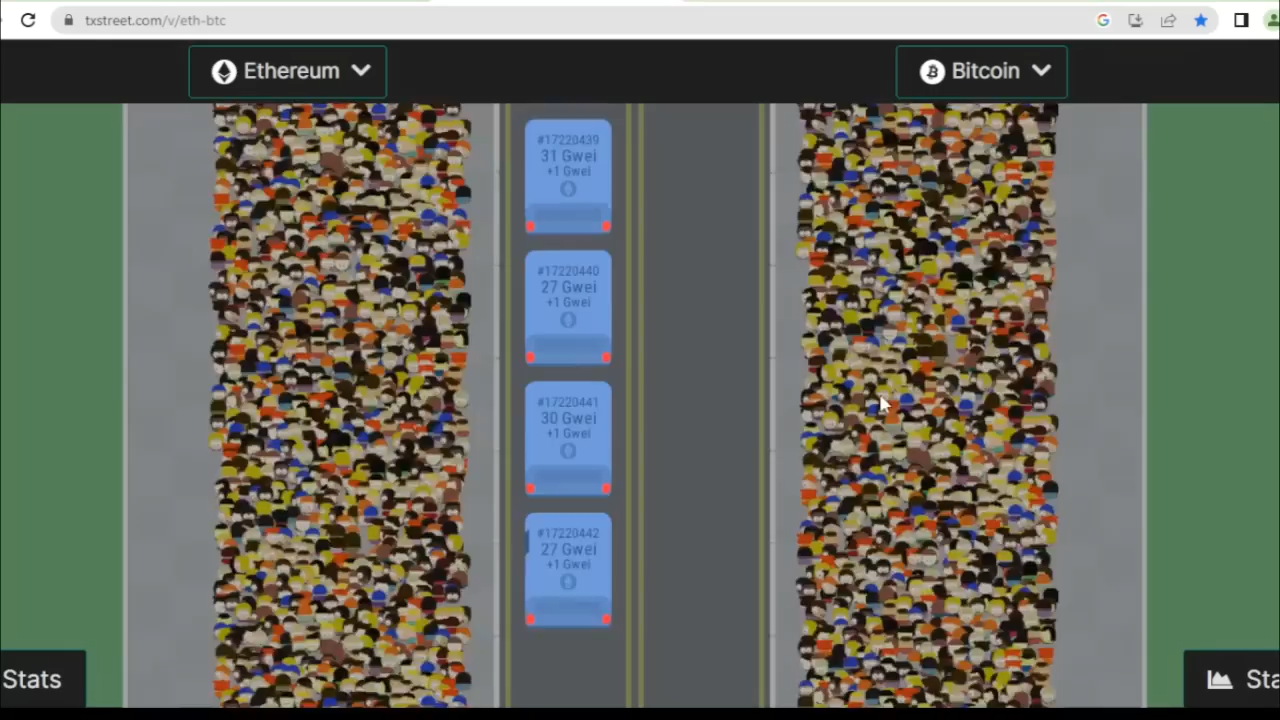 txstreet.com/v/eth-btc
Ethereum
Bitcoin
#17220439
31 Gwei
+1 Gwei
#17220440
27 Gwei
+1 Gwei
#17220441
30 Gwei
+1 Gwei
#17220442
27 Gwei
+1 Gwei
Stats
Sta